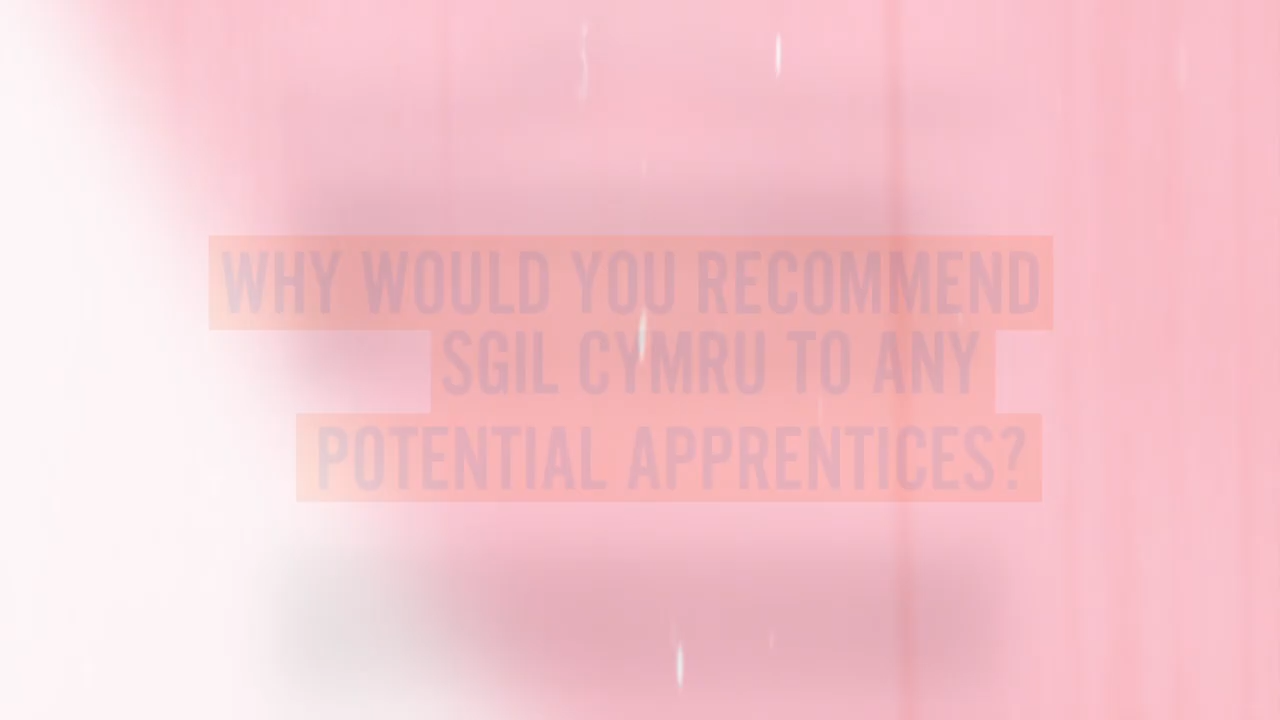 WHY WOULD YOU RECOMMEND
SGIL CYMRU TO ANY
POTENTIAL APPRENTICES?